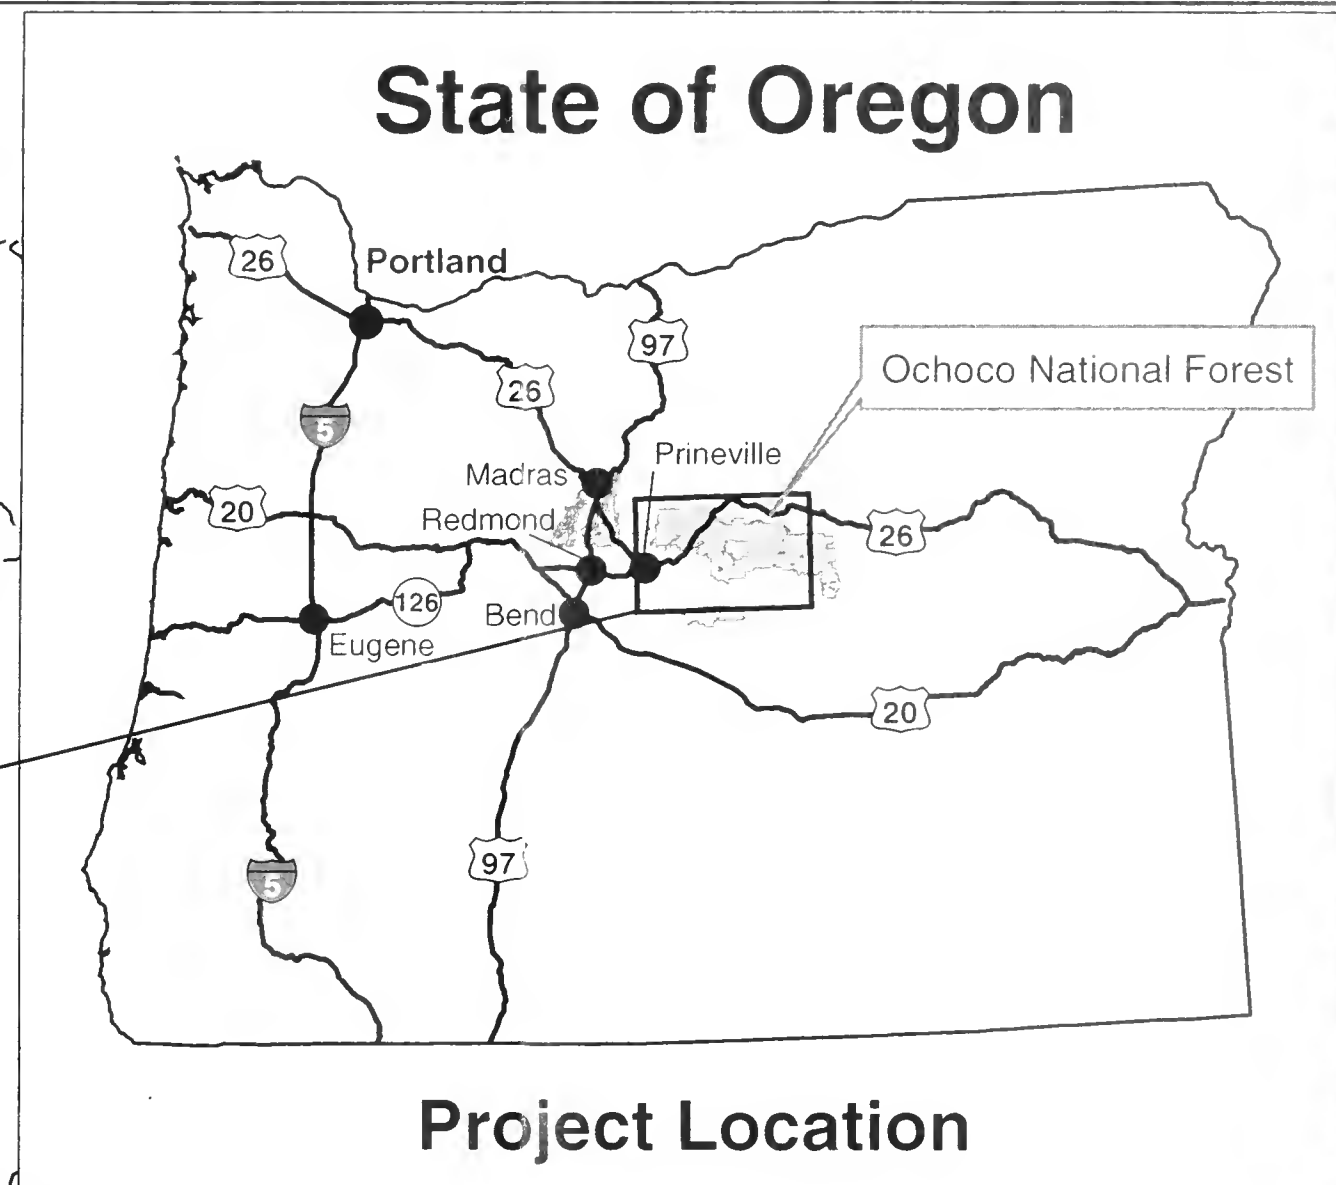 State of Oregon
26
Portland
97
26
Ochoco National Forest
5
Prineville
Madras
20
Redmond
26
126
Bend
Eugene
20
97
5
Project Location